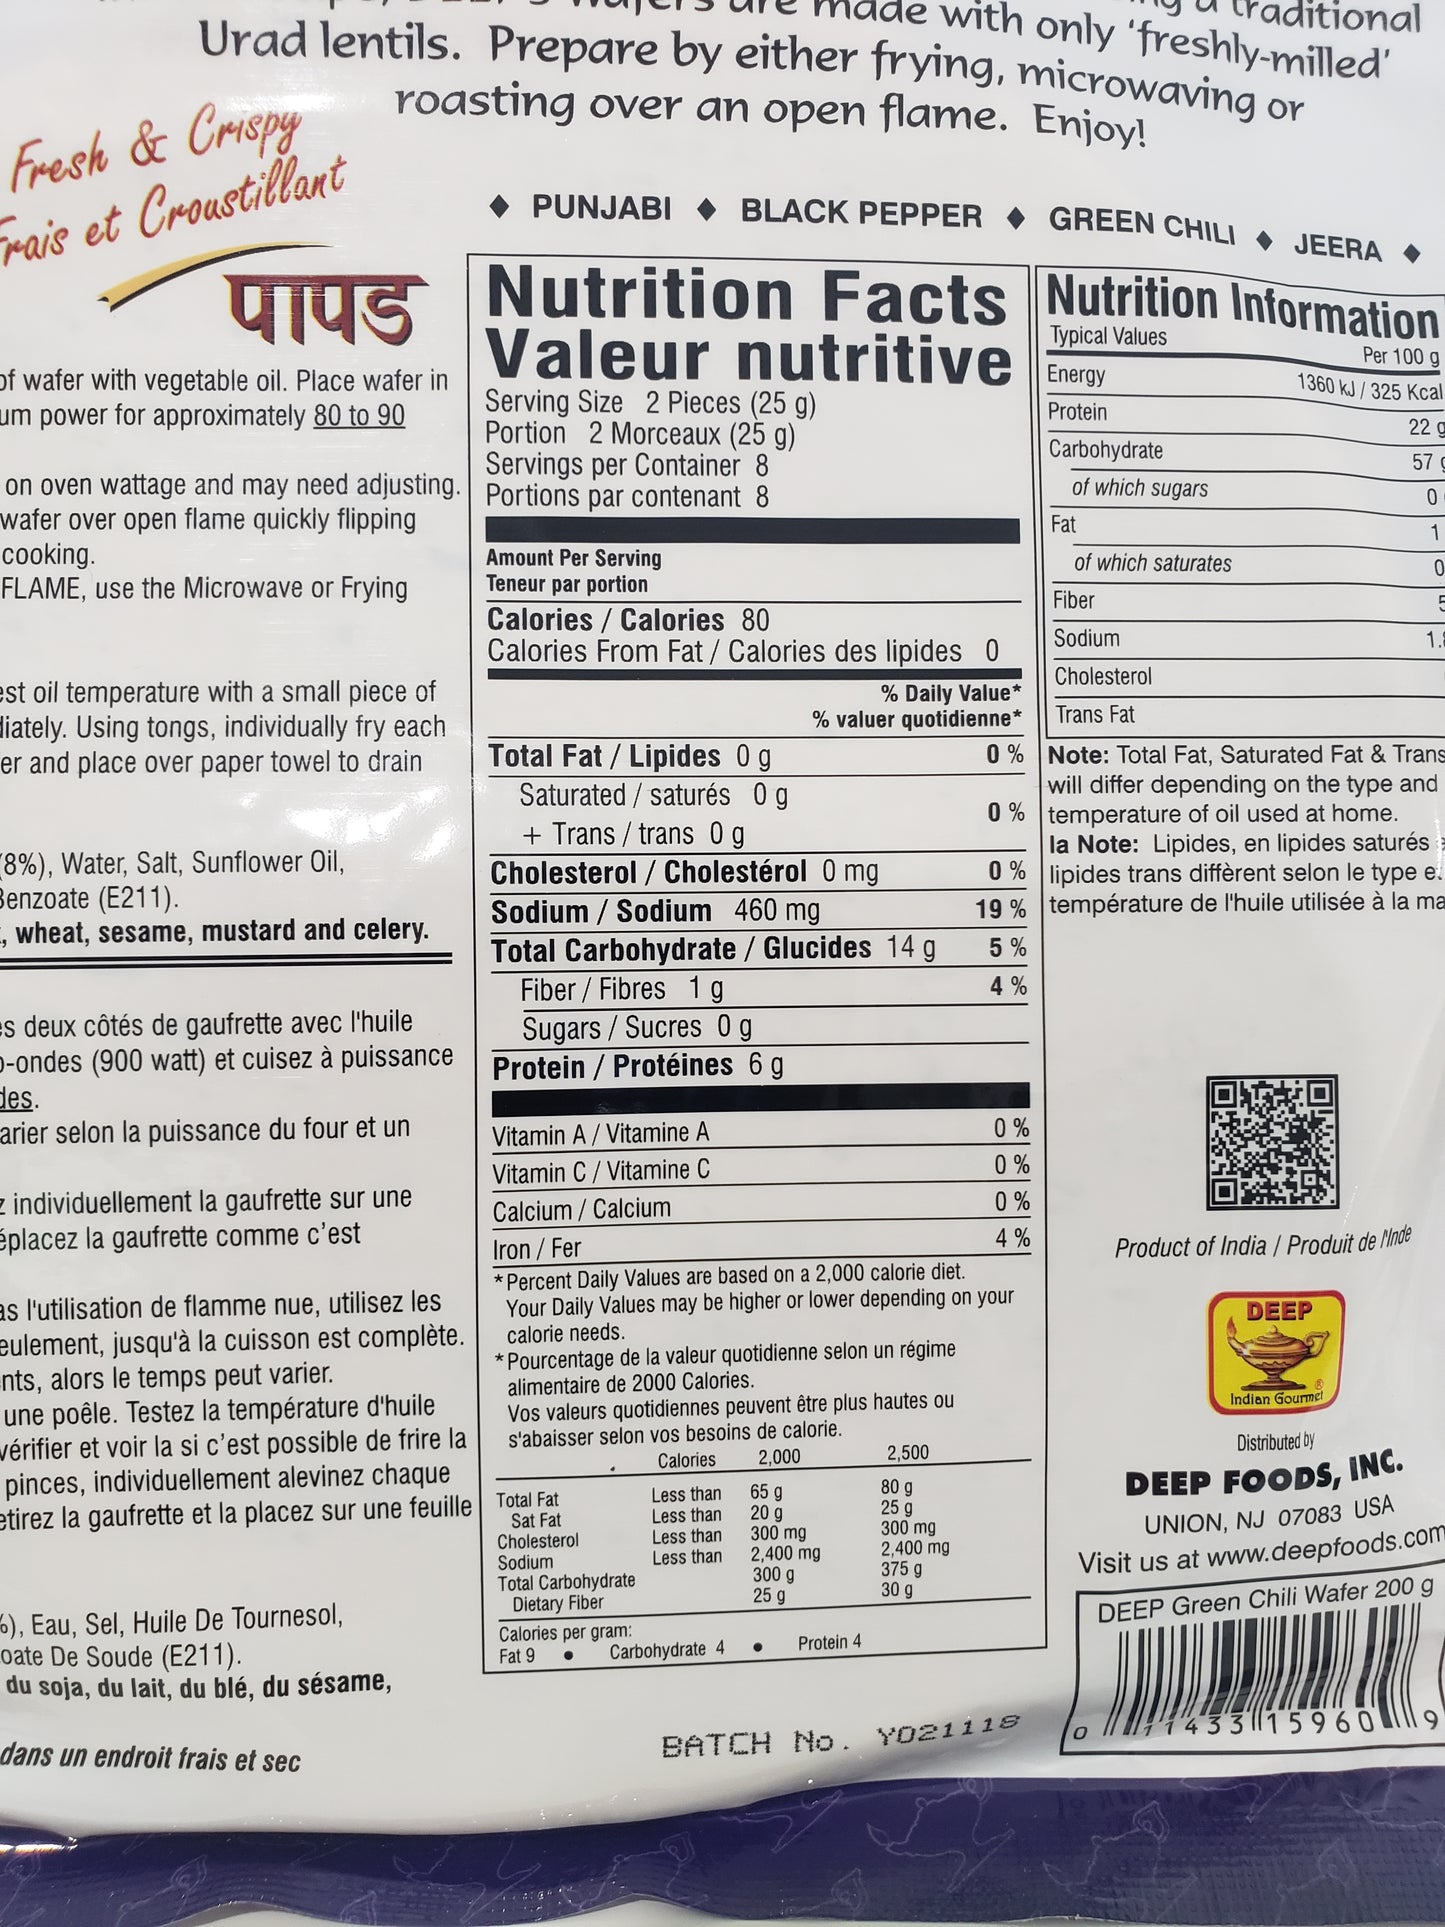 are made with only 'freshly-milled'
traditional
Urad lentils. Prepare by either frying, microwaving or
roasting over an open flame. Enjoy!
Fresh & Crispy
Frais et Croustillant
पापड
◆ PUNJABI ◆ BLACK PEPPER ◆ GREEN CHILI ◆ JEERA ◆
of wafer with vegetable oil. Place wafer in
power for approximately 80 to 90
on oven wattage and may need adjusting.
wafer over open flame quickly flipping
cooking.
FLAME, use the Microwave or Frying
oil temperature with a small piece of
Using tongs, individually fry each
and place over paper towel to drain
8%), Water, Salt, Sunflower Oil,
Benzoate (E211).
, wheat, sesame, mustard and celery.
deux côtés de gaufrette avec l'huile
-ondes (900 watt) et cuisez à puissance
selon la puissance du four et un
individuellement la gaufrette sur une
la gaufrette comme c'est
l'utilisation de flamme nue, utilisez les
jusqu'à la cuisson est complète.
alors le temps peut varier.
une poêle. Testez la température d'huile
vérifier et voir la si c'est possible de frire la
pinces, individuellement alevinez chaque
la gaufrette et la placez sur une feuille
), Eau, Sel, Huile De Tournesol,
De Soude (E211).
du soja, du lait, du blé, du sésame,
dans un endroit frais et sec
Nutrition Facts
Valeur nutritive
Serving Size 2 Pieces (25 g)
Portion 2 Morceaux (25 g)
Servings per Container 8
Portions par contenant 8
Amount Per Serving
Teneur par portion
Calories / Calories 80
Calories From Fat / Calories des lipides 0
% Daily Value*
% valuer quotidienne*
Total Fat / Lipides 0 g 0 %
Saturated / saturés 0 g
0 %
+ Trans / trans 0 g
Cholesterol / Cholestérol 0 mg 0 %
Sodium / Sodium 460 mg 19 %
Total Carbohydrate / Glucides 14 g 5 %
Fiber / Fibres 1 g 4 %
Sugars / Sucres 0 g
Protein / Protéines 6 g
Vitamin A / Vitamine A 0 %
Vitamin C / Vitamine C 0 %
Calcium / Calcium 0 %
Iron / Fer 4 %
* Percent Daily Values are based on a 2,000 calorie diet.
Your Daily Values may be higher or lower depending on your
calorie needs.
* Pourcentage de la valeur quotidienne selon un régime
alimentaire de 2000 Calories.
Vos valeurs quotidiennes peuvent être plus hautes ou
s'abaisser selon vos besoins de calorie.
Calories 2,000 2,500
Total Fat Less than 65 g 80 g
Sat Fat Less than 20 g 25 g
Cholesterol Less than 300 mg 300 mg
Sodium Less than 2,400 mg 2,400 mg
Total Carbohydrate 300 g 375 g
Dietary Fiber 25 g 30 g
Calories per gram:
Fat 9 • Carbohydrate 4 • Protein 4
Nutrition Information
Typical Values Per 100 g
Energy 1360 kJ / 325 Kcal
Protein 22 g
Carbohydrate 57 g
of which sugars 0
Fat 1
of which saturates 0
Fiber
Sodium
Cholesterol
Trans Fat
Note: Total Fat, Saturated Fat & Trans
will differ depending on the type and
temperature of oil used at home.
la Note: Lipides, en lipides saturés
lipides trans diffèrent selon le type
température de l'huile utilisée à la
Product of India / Produit de l'Inde
DEEP
Indian Gourmet
Distributed by
DEEP FOODS, INC.
UNION, NJ 07083 USA
Visit us at www.deepfoods.com
DEEP Green Chili Wafer 200 g
0 11433 15960 9
BATCH No. Y021118